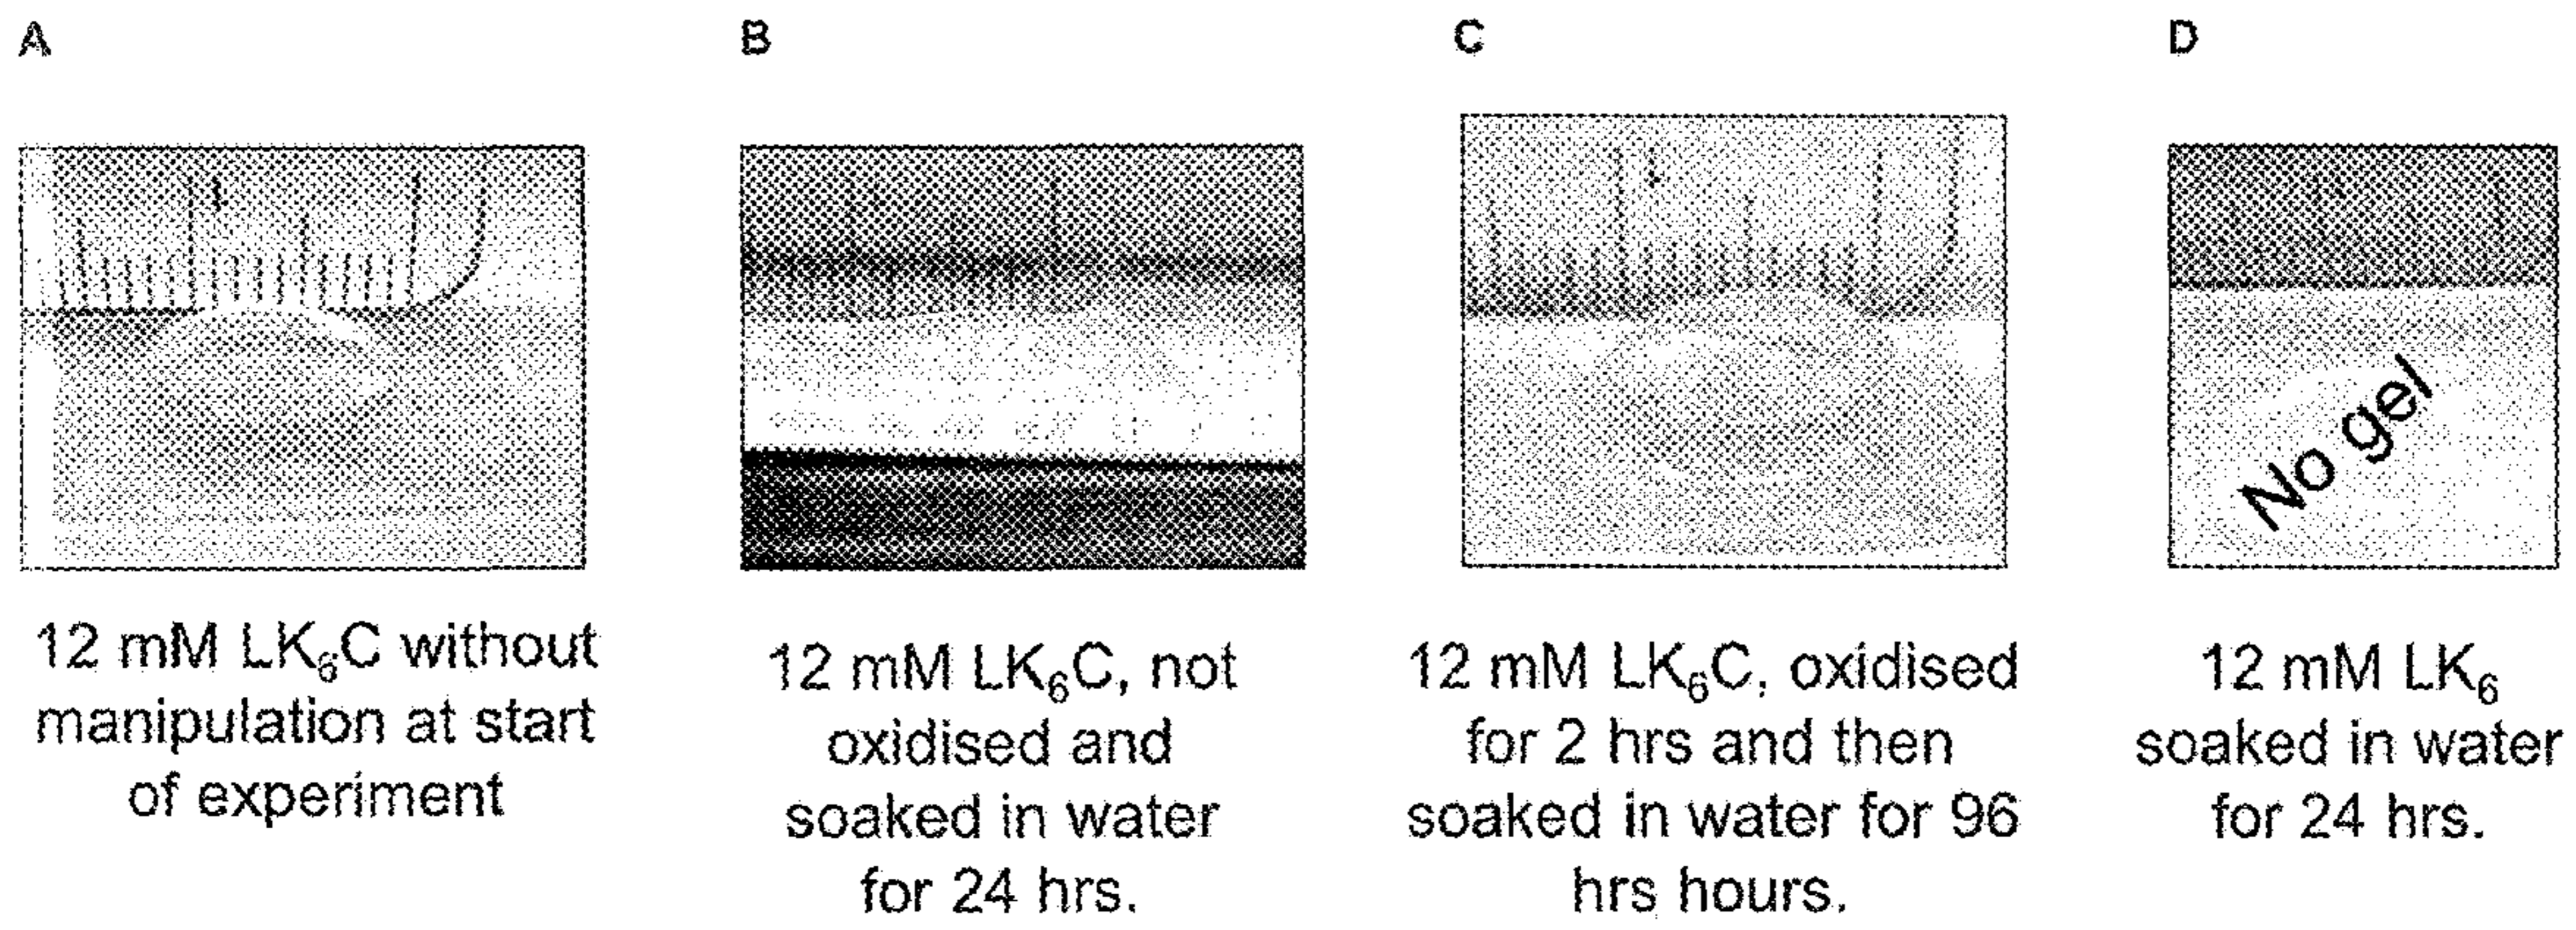 A
B
C
D
No gel
12 mM LK₆C without
manipulation at start
of experiment
12 mM LK₆C, not
oxidised and
soaked in water
for 24 hrs.
12 mM LK₆C, oxidised
for 2 hrs and then
soaked in water for 96
hrs hours.
12 mM LK₆
soaked in water
for 24 hrs.